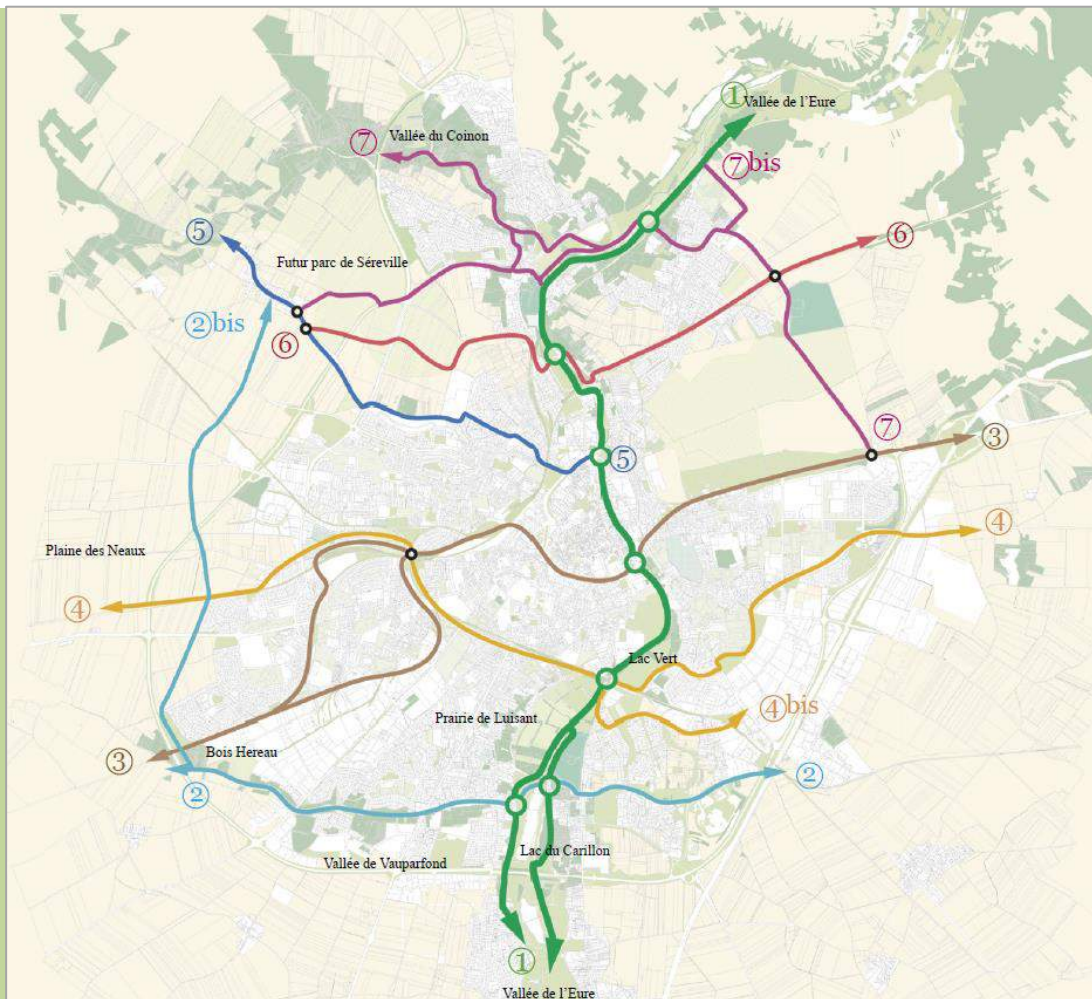 ① Vallée de l’Eure
⑦ Vallée du Coinon
⑦bis
⑤
⑥
Futur parc de Séreville
②bis
⑥
⑦
③
⑤
④
Plaine des Neaux
④
Lac Vert
④bis
Prairie de Luisant
Bois Hereau
③
②
②
Lac du Carillon
Vallée de Vauparfond
①
Vallée de l’Eure